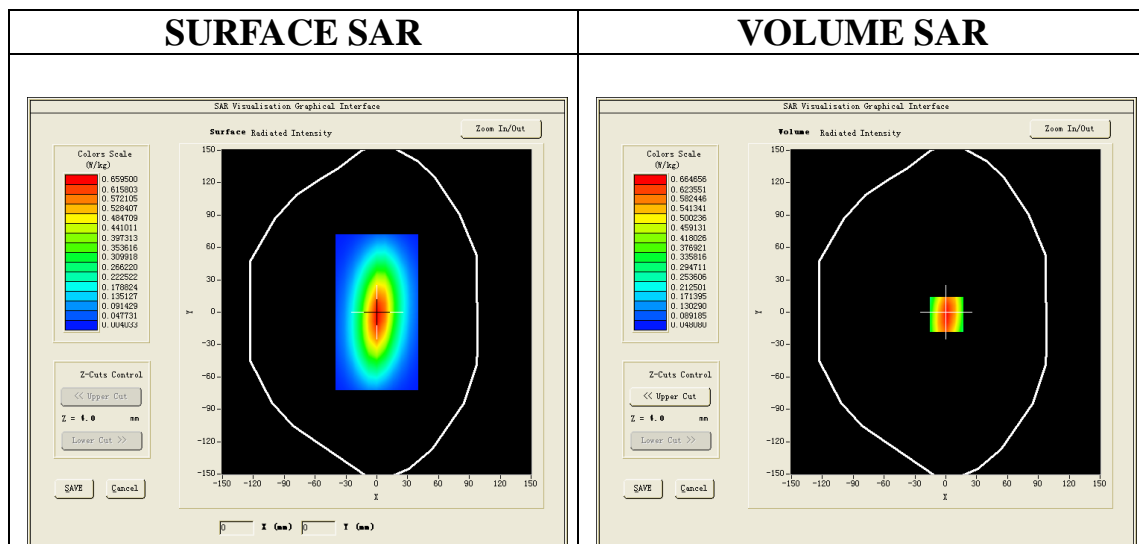 SURFACE SAR
VOLUME SAR
SAR Visualisation Graphical Interface
Surface Radiated Intensity
Zoom In/Out
Colors Scale
(W/kg)
0.659500
0.615803
0.572105
0.528407
0.484709
0.441011
0.397313
0.353616
0.309918
0.266220
0.222522
0.178824
0.135127
0.091429
0.047731
0.004033
150
120
90
60
30
0
-30
-60
-90
-120
-150
Y
-150 -120 -90 -60 -30 0 30 60 90 120 150
X
Z-Cuts Control
<< Upper Cut
Z = 4.0 mm
Lower Cut >>
SAVE
Cancel
0 X (mm) 0 Y (mm)
SAR Visualisation Graphical Interface
Volume Radiated Intensity
Zoom In/Out
Colors Scale
(W/kg)
0.664656
0.623551
0.582446
0.541341
0.500236
0.459131
0.418026
0.376921
0.335816
0.294711
0.253606
0.212501
0.171395
0.130290
0.089185
0.048080
150
120
90
60
30
0
-30
-60
-90
-120
-150
Y
-150 -120 -90 -60 -30 0 30 60 90 120 150
X
Z-Cuts Control
<< Upper Cut
Z = 4.0 mm
Lower Cut >>
SAVE
Cancel